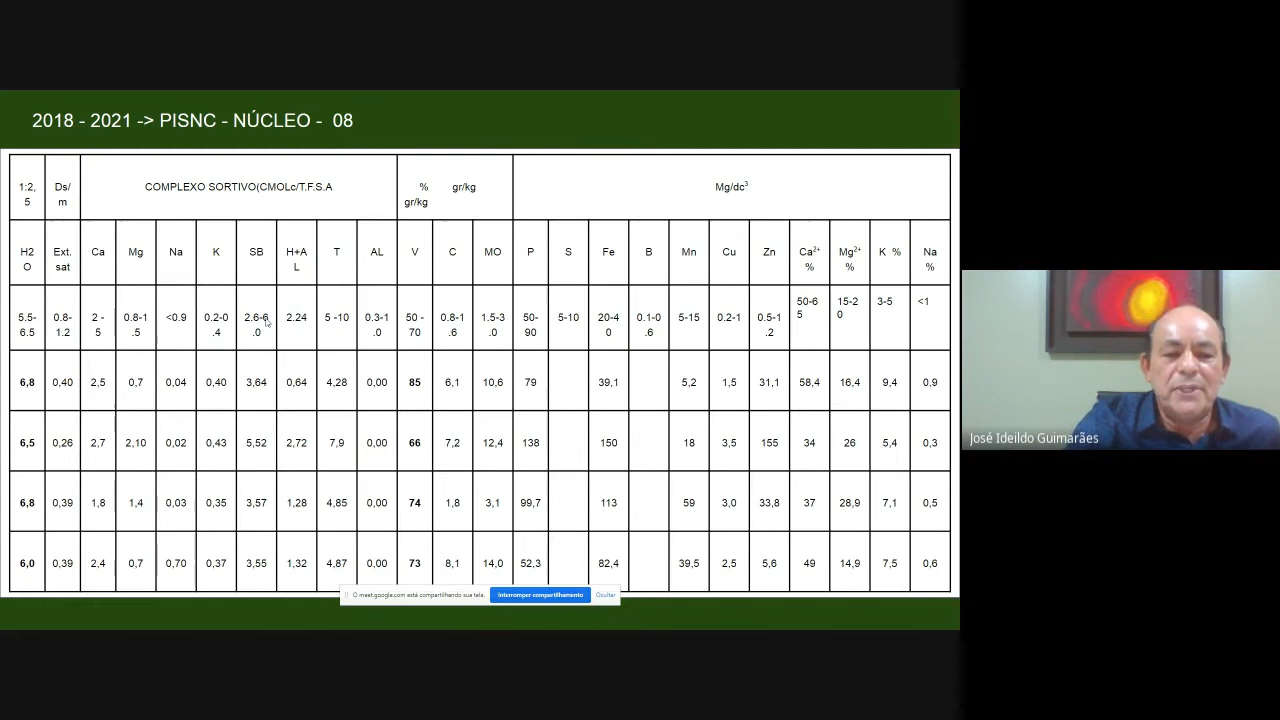 2018 - 2021 -> PISNC - NÚCLEO - 08
1:2,5 Ds/m COMPLEXO SORTIVO(CMOLc/T.F.S.A % gr/kg gr/kg Mg/dc³
H2O Ext. sat Ca Mg Na K SB H+AL T AL V C MO P S Fe B Mn Cu Zn Ca²⁺ % Mg²⁺ % K % Na %
5.5-6.5 0.8-1.2 2 - 5 0.8-1.5 <0.9 0.2-0.4 2.6-6.0 2.24 5 -10 0.3-1.0 50 - 70 0.8-1.6 1.5-3.0 50-90 5-10 20-40 0.1-0.6 5-15 0.2-1 0.5-1.2 50-65 15-20 3-5 <1
6,8 0,40 2,5 0,7 0,04 0,40 3,64 0,64 4,28 0,00 85 6,1 10,6 79 39,1 5,2 1,5 31,1 58,4 16,4 9,4 0,9
6,5 0,26 2,7 2,10 0,02 0,43 5,52 2,72 7,9 0,00 66 7,2 12,4 138 150 18 3,5 155 34 26 5,4 0,3
6,8 0,39 1,8 1,4 0,03 0,35 3,57 1,28 4,85 0,00 74 1,8 3,1 99,7 113 59 3,0 33,8 37 28,9 7,1 0,5
6,0 0,39 2,4 0,7 0,70 0,37 3,55 1,32 4,87 0,00 73 8,1 14,0 52,3 82,4 39,5 2,5 5,6 49 14,9 7,5 0,6
O meet.google.com está compartilhando sua tela. Interromper compartilhamento Ocultar
José Ideildo Guimarães